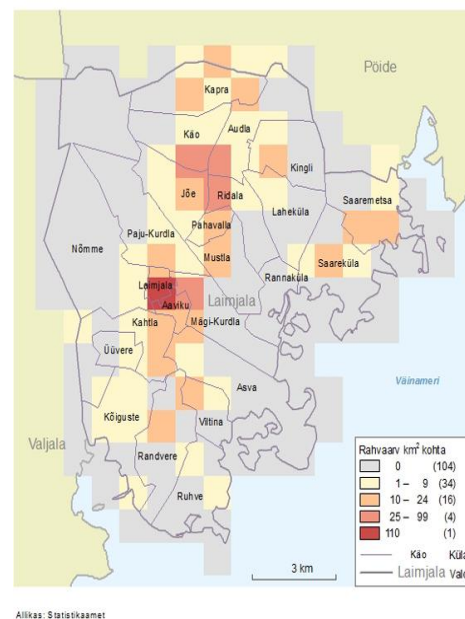 Pöide
Kapra
Käo
Audla
Kingli
Jõe
Ridala
Saaremetsa
Laheküla
Pahavalla
Paju-Kurdla
Nõmme
Mustla
Rannaküla
Saareküla
Laimjala
Aaviku
Laimjala
Kahtla
Mägi-Kurdla
Üüvere
Väinameri
Asva
Kõiguste
Viltina
Valjala
Randvere
Ruhve
Rahvaarv km² kohta
0 (104)
1 – 9 (34)
10 – 24 (16)
25 – 99 (4)
110 (1)
Käo Küla
Laimjala Vald
3 km
Allikas: Statistikaamet